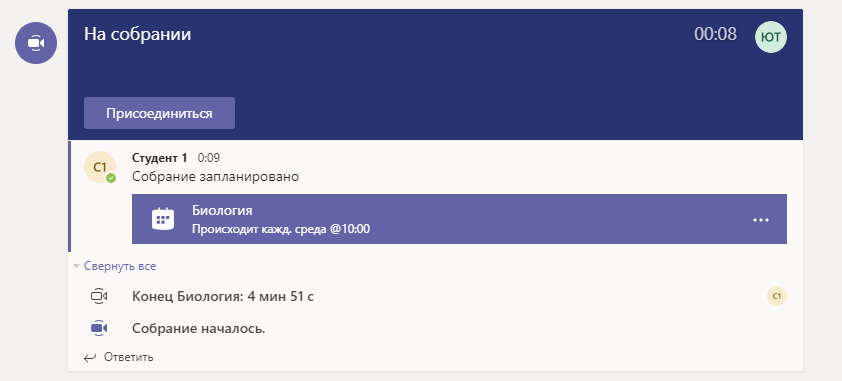 На собрании
00:08
ЮТ
Присоединиться
С1
Студент 1 0:09
Собрание запланировано
Биология
Происходит кажд. среда @10:00
Свернуть все
Конец Биология: 4 мин 51 с
С1
Собрание началось.
Ответить